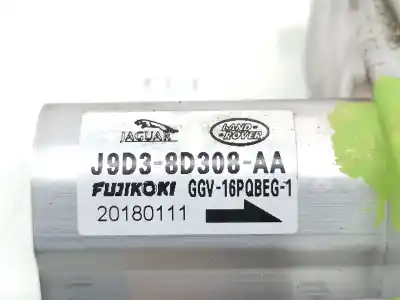 JAGUAR
LAND-
ROVER
J9D3-8D308-AA
FUJIKOKI GGV-16PQBEG-1
20180111